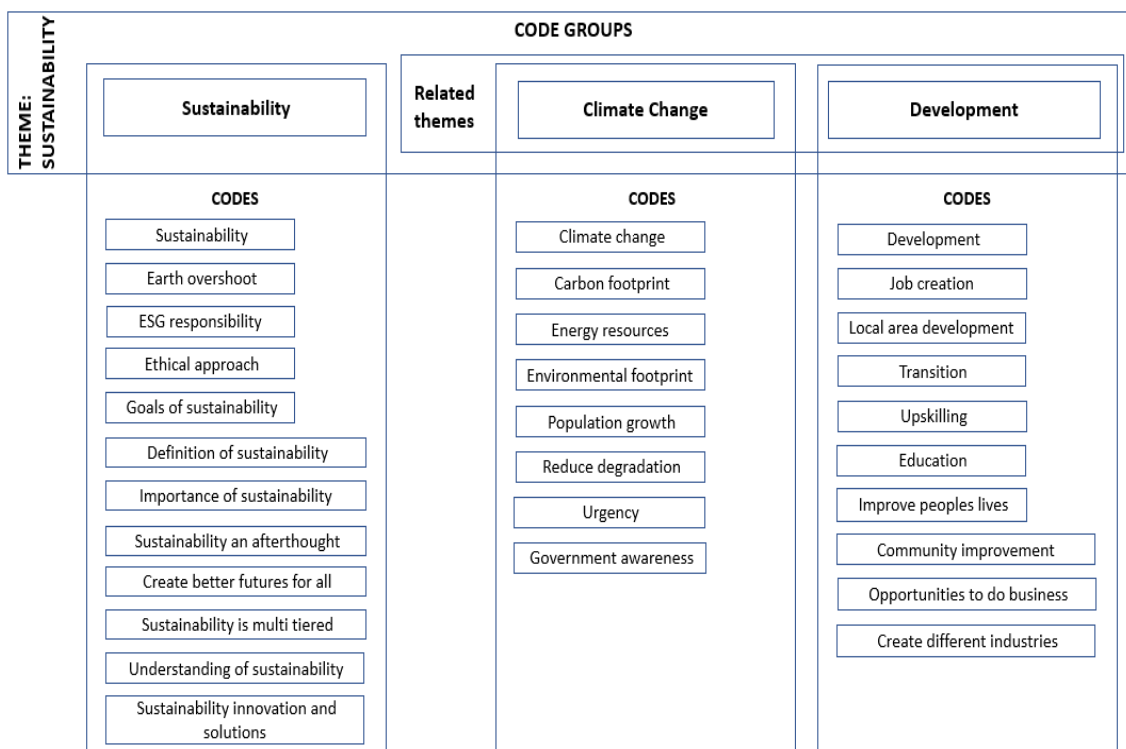 THEME:
SUSTAINABILITY
CODE GROUPS
Sustainability
Related
themes
Climate Change
Development
CODES
Sustainability
Earth overshoot
ESG responsibility
Ethical approach
Goals of sustainability
Definition of sustainability
Importance of sustainability
Sustainability an afterthought
Create better futures for all
Sustainability is multi tiered
Understanding of sustainability
Sustainability innovation and
solutions
CODES
Climate change
Carbon footprint
Energy resources
Environmental footprint
Population growth
Reduce degradation
Urgency
Government awareness
CODES
Development
Job creation
Local area development
Transition
Upskilling
Education
Improve peoples lives
Community improvement
Opportunities to do business
Create different industries